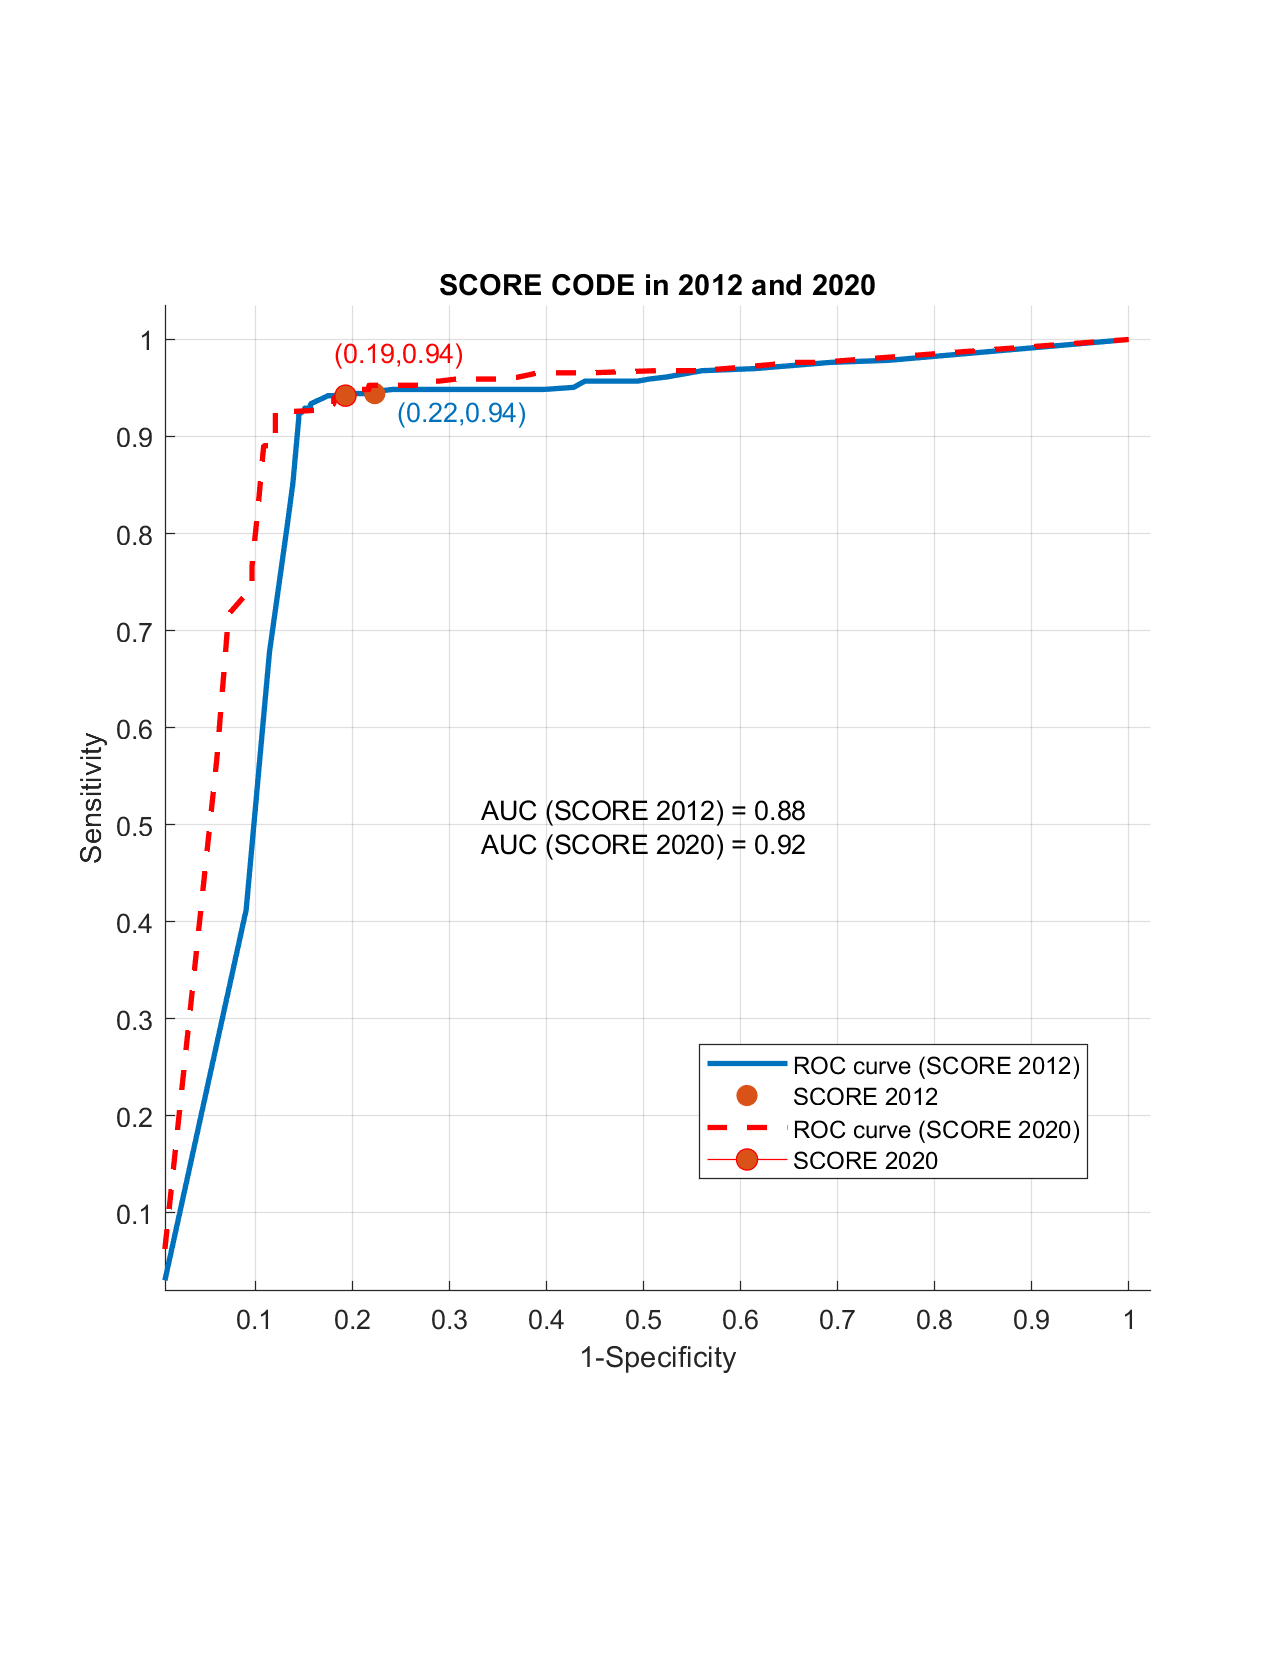 SCORE CODE in 2012 and 2020
(0.19,0.94)
(0.22,0.94)
1
0.9
0.8
0.7
0.6
0.5
0.4
0.3
0.2
0.1
Sensitivity
AUC (SCORE 2012) = 0.88
AUC (SCORE 2020) = 0.92
ROC curve (SCORE 2012)
SCORE 2012
ROC curve (SCORE 2020)
SCORE 2020
0.1 0.2 0.3 0.4 0.5 0.6 0.7 0.8 0.9 1
1-Specificity